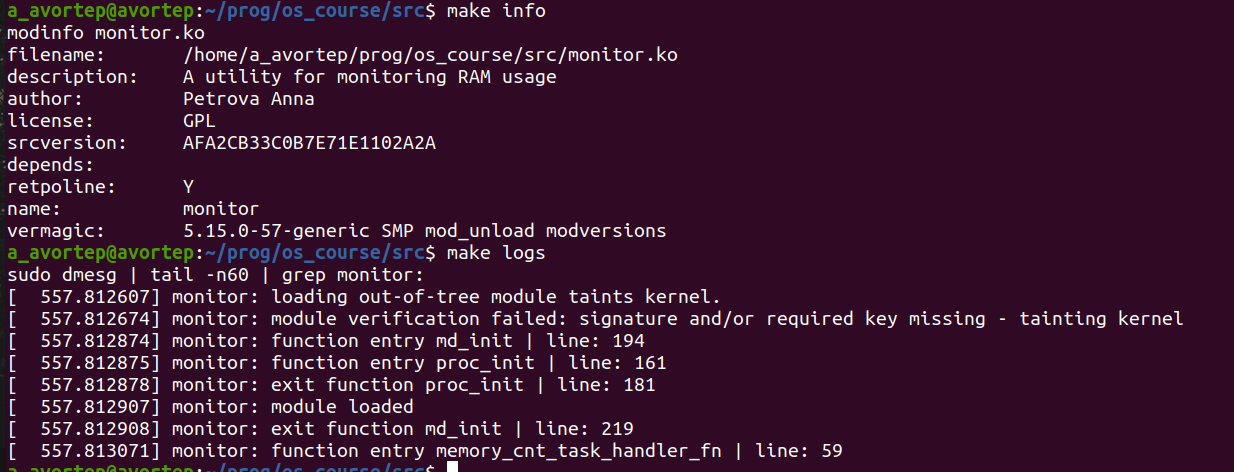 a_avortep@avortep:~/prog/os_course/src$ make info
modinfo monitor.ko
filename:       /home/a_avortep/prog/os_course/src/monitor.ko
description:    A utility for monitoring RAM usage
author:         Petrova Anna
license:        GPL
srcversion:     AFA2CB33C0B7E71E1102A2A
depends:
retpoline:      Y
name:           monitor
vermagic:       5.15.0-57-generic SMP mod_unload modversions
a_avortep@avortep:~/prog/os_course/src$ make logs
sudo dmesg | tail -n60 | grep monitor:
[  557.812607] monitor: loading out-of-tree module taints kernel.
[  557.812674] monitor: module verification failed: signature and/or required key missing - tainting kernel
[  557.812874] monitor: function entry md_init | line: 194
[  557.812875] monitor: function entry proc_init | line: 161
[  557.812878] monitor: exit function proc_init | line: 181
[  557.812907] monitor: module loaded
[  557.812908] monitor: exit function md_init | line: 219
[  557.813071] monitor: function entry memory_cnt_task_handler_fn | line: 59
a_avortep@avortep:~/prog/os_course/src$